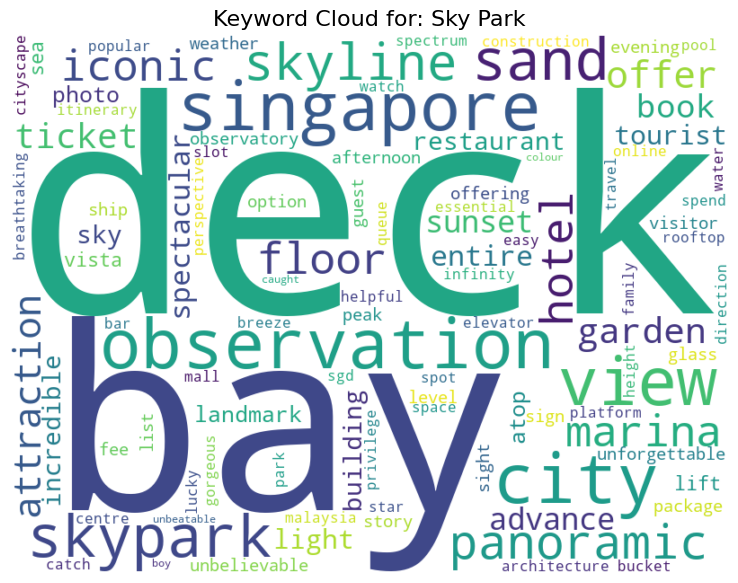 Keyword Cloud for: Sky Park
popular weather spectrum construction evening pool
cityscape sea iconic skyline sand offer
itinerary photo watch book
ticket singapore observatory restaurant tourist
slot afternoon colour online
breathtaking spectacular perspective option guest queue offering essential travel water
deck
ship sky vista sunset easy visitor spend rooftop
floor entire infinity hotel
caught helpful family direction
bar breeze peak elevator garden
observation glass
attraction incredible mall sgd spot view height
bay
landmark level space sign platform
fee list building privilege atop marina
gorgeous park sight city unforgettable
lucky star lift package
centre unbeatable malaysia story advance
skypark light panoramic
catch boy unbelievable architecture bucket